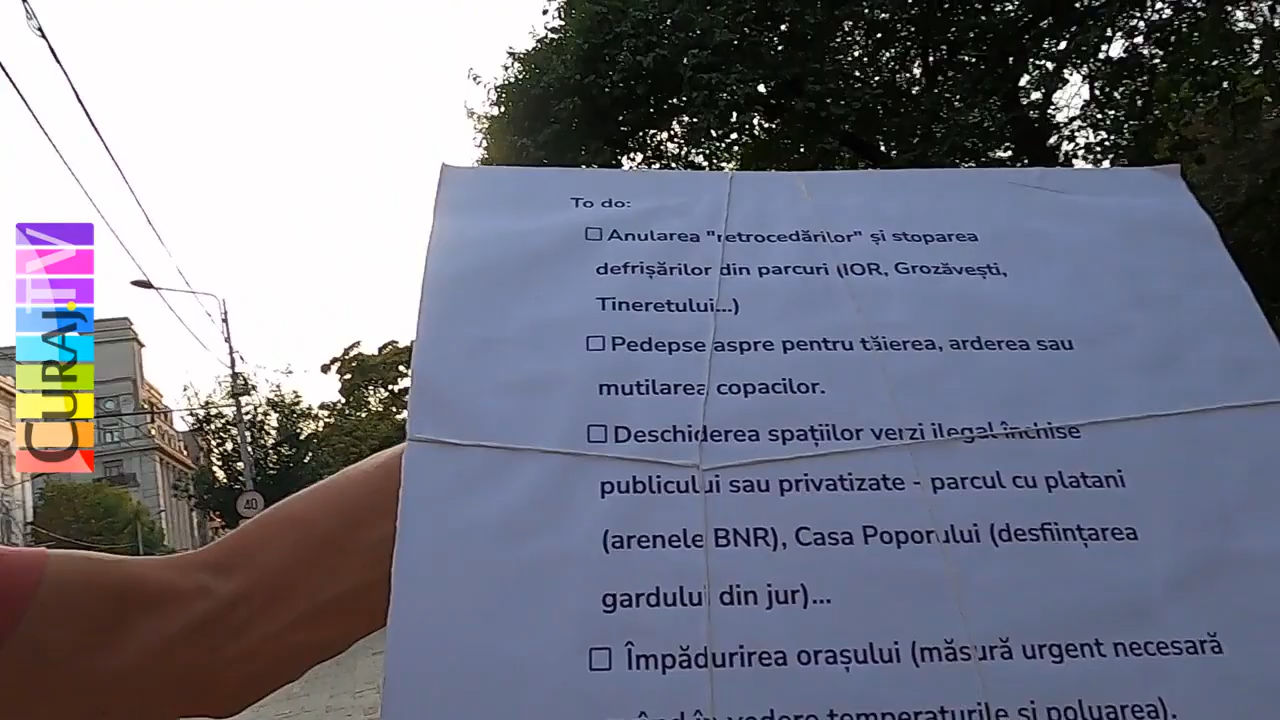 To do:
☐ Anularea "retrocedărilor" și stoparea
defrișărilor din parcuri (IOR, Grozăvești,
Tineretului...)
☐ Pedepse aspre pentru tăierea, arderea sau
mutilarea copacilor.
☐ Deschiderea spațiilor verzi ilegal închise
publicului sau privatizate - parcul cu platani
(arenele BNR), Casa Poporului (desființarea
gardului din jur)...
☐ Împădurirea orașului (măsură urgent necesară
vedere temperaturile și poluarea).
CURAJ.TV
40